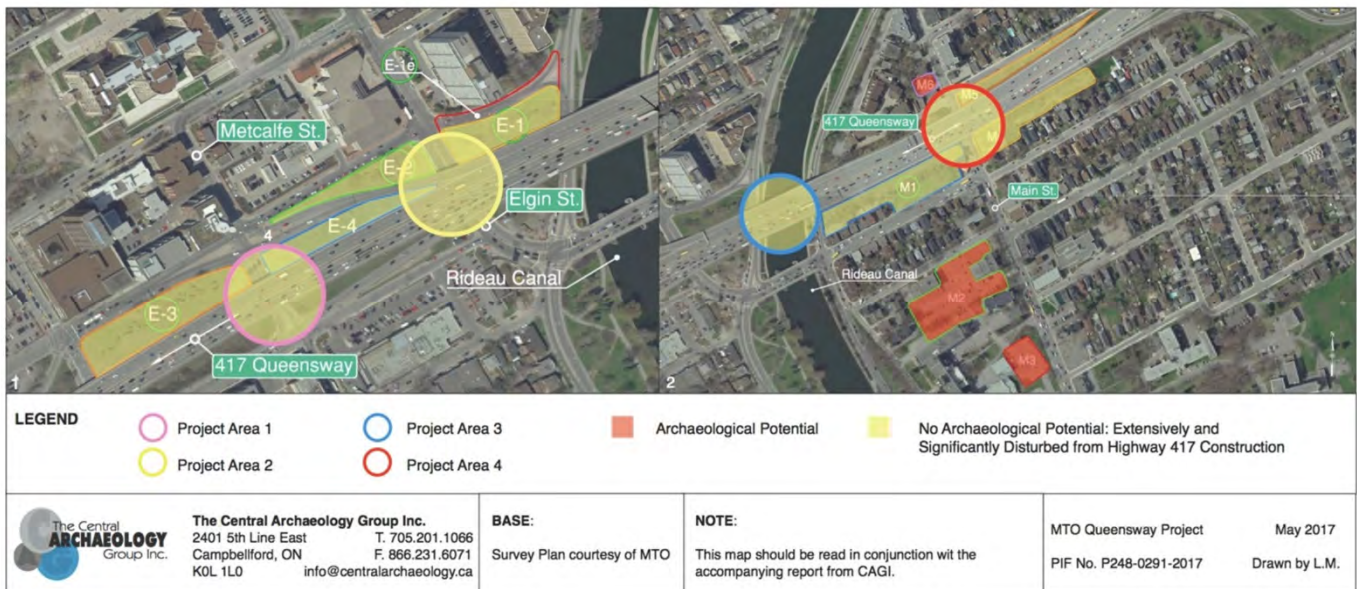 E-1e
E-1
Metcalfe St.
E-2
Elgin St.
E-4
4
Rideau Canal
E-3
417 Queensway
1
M6
M5
417 Queensway
M1
Main St.
Rideau Canal
M2
M3
2
LEGEND
Project Area 1
Project Area 2
Project Area 3
Project Area 4
Archaeological Potential
No Archaeological Potential: Extensively and
Significantly Disturbed from Highway 417 Construction
The Central
ARCHAEOLOGY
Group Inc.
The Central Archaeology Group Inc.
2401 5th Line East T. 705.201.1066
Campbellford, ON F. 866.231.6071
K0L 1L0 info@centralarchaeology.ca
BASE:
Survey Plan courtesy of MTO
NOTE:
This map should be read in conjunction wit the
accompanying report from CAGI.
MTO Queensway Project May 2017
PIF No. P248-0291-2017 Drawn by L.M.